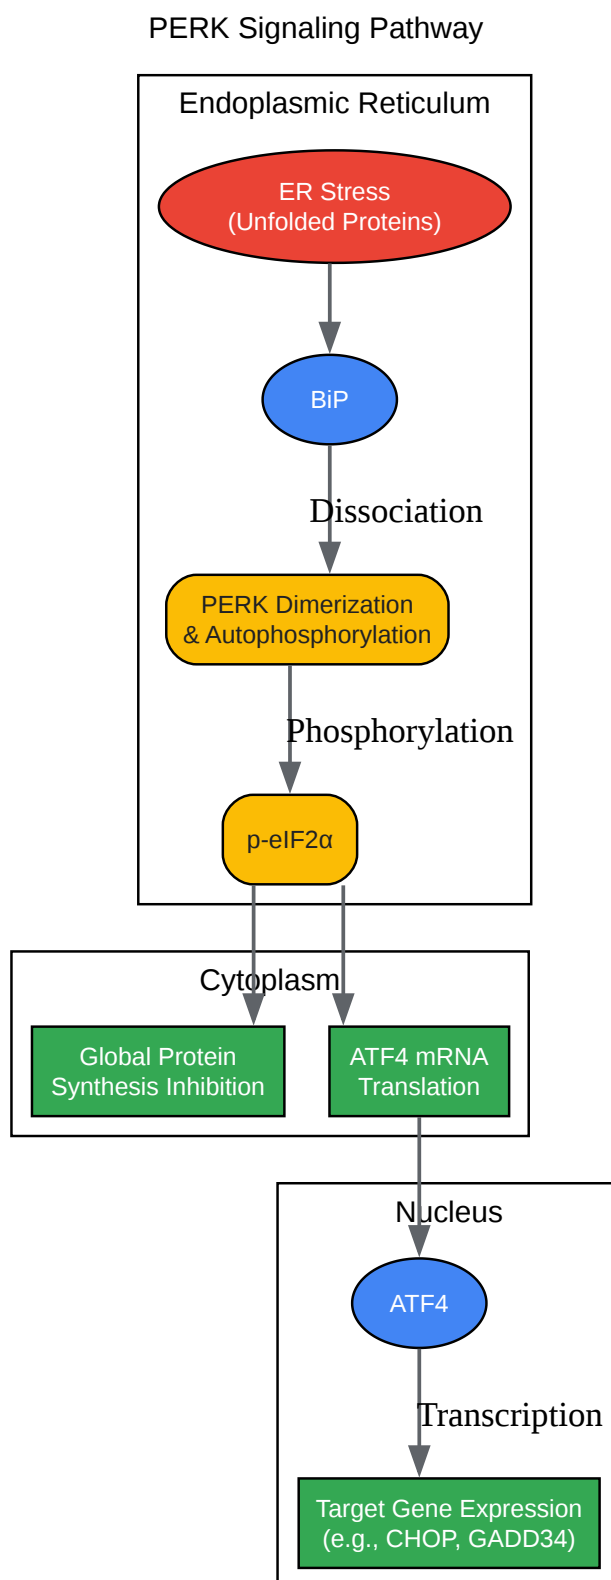 PERK Signaling Pathway
Endoplasmic Reticulum
ER Stress
(Unfolded Proteins)
BiP
Dissociation
PERK Dimerization
& Autophosphorylation
Phosphorylation
p-eIF2α
Cytoplasm
Global Protein
Synthesis Inhibition
ATF4 mRNA
Translation
Nucleus
ATF4
Transcription
Target Gene Expression
(e.g., CHOP, GADD34)